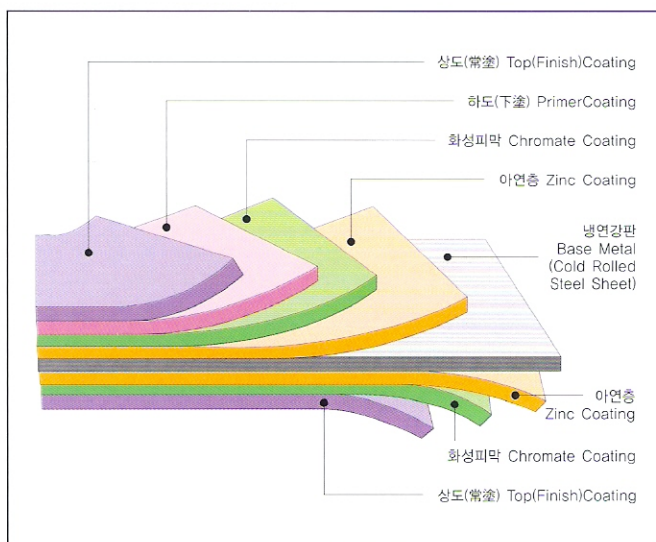 상도(常塗) Top(Finish)Coating
하도(下塗) PrimerCoating
화성피막 Chromate Coating
아연층 Zinc Coating
냉연강판
Base Metal
(Cold Rolled
Steel Sheet)
아연층
Zinc Coating
화성피막 Chromate Coating
상도(常塗) Top(Finish)Coating